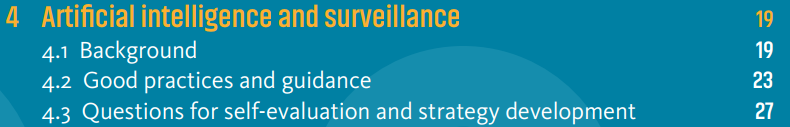 4 Artificial intelligence and surveillance 19
4.1 Background 19
4.2 Good practices and guidance 23
4.3 Questions for self-evaluation and strategy development 27